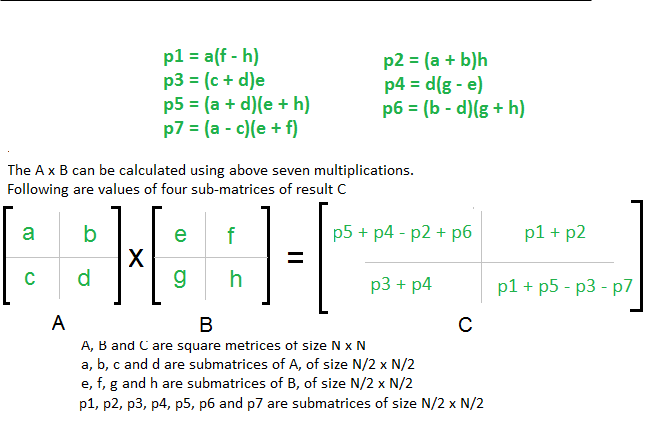 p1 = a(f - h) p2 = (a + b)h
p3 = (c + d)e p4 = d(g - e)
p5 = (a + d)(e + h) p6 = (b - d)(g + h)
p7 = (a - c)(e + f)
The A x B can be calculated using above seven multiplications.
Following are values of four sub-matrices of result C
a b e f p5 + p4 - p2 + p6 p1 + p2
X =
c d g h p3 + p4 p1 + p5 - p3 - p7
A B C
A, B and C are square metrices of size N x N
a, b, c and d are submatrices of A, of size N/2 x N/2
e, f, g and h are submatrices of B, of size N/2 x N/2
p1, p2, p3, p4, p5, p6 and p7 are submatrices of size N/2 x N/2